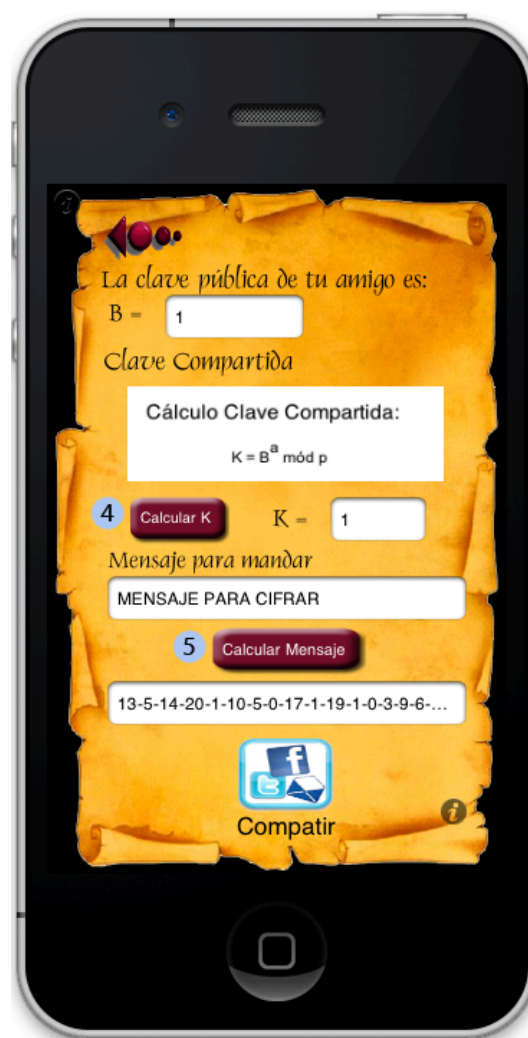 La clave pública de tu amigo es:
B = 1
Clave Compartida
Cálculo Clave Compartida:
K = B^a mód p
4 Calcular K K = 1
Mensaje para mandar
MENSAJE PARA CIFRAR
5 Calcular Mensaje
13-5-14-20-1-10-5-0-17-1-19-1-0-3-9-6-...
Compatir